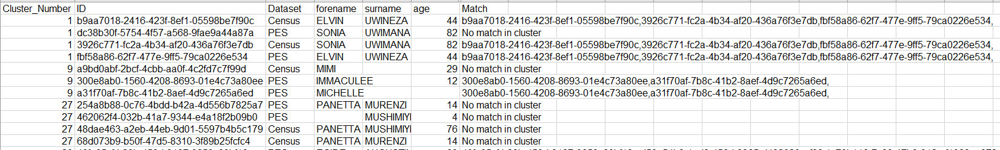 Cluster_Number ID Dataset forename surname age Match
1 b9aa7018-2416-423f-8ef1-05598be7f90c Census ELVIN UWINEZA 44 b9aa7018-2416-423f-8ef1-05598be7f90c,3926c771-fc2a-4b34-af20-436a76f3e7db,fbf58a86-62f7-477e-9ff5-79ca0226e534,
1 dc38b30f-5754-4f57-a568-9fae9a44a87a PES SONIA UWIMANA 82 No match in cluster
1 3926c771-fc2a-4b34-af20-436a76f3e7db Census SONIA UWIMANA 82 b9aa7018-2416-423f-8ef1-05598be7f90c,3926c771-fc2a-4b34-af20-436a76f3e7db,fbf58a86-62f7-477e-9ff5-79ca0226e534,
1 fbf58a86-62f7-477e-9ff5-79ca0226e534 PES ELVIN UWINEZA 44 b9aa7018-2416-423f-8ef1-05598be7f90c,3926c771-fc2a-4b34-af20-436a76f3e7db,fbf58a86-62f7-477e-9ff5-79ca0226e534,
9 a9bd0abf-2bcf-4cbb-aa0f-4c2fd7c7f99d Census MIMI 29 No match in cluster
9 300e8ab0-1560-4208-8693-01e4c73a80ee PES IMMACULEE 12 300e8ab0-1560-4208-8693-01e4c73a80ee,a31f70af-7b8c-41b2-8aef-4d9c7265a6ed,
9 a31f70af-7b8c-41b2-8aef-4d9c7265a6ed PES MICHELLE 300e8ab0-1560-4208-8693-01e4c73a80ee,a31f70af-7b8c-41b2-8aef-4d9c7265a6ed,
27 254a8b88-0c76-4bdd-b42a-4d556b7825a7 PES PANETTA MURENZI 14 No match in cluster
27 462062f4-032b-41a7-9344-e4a18f2b09b0 PES MUSHIMIYI 4 No match in cluster
27 48dae463-a2eb-44eb-9d01-5597b4b5c179 Census PANETTA MUSHIMIYI 76 No match in cluster
27 68d073b9-b50f-47d5-8310-3f89b25fcfc4 Census PANETTA MURENZI 14 No match in cluster